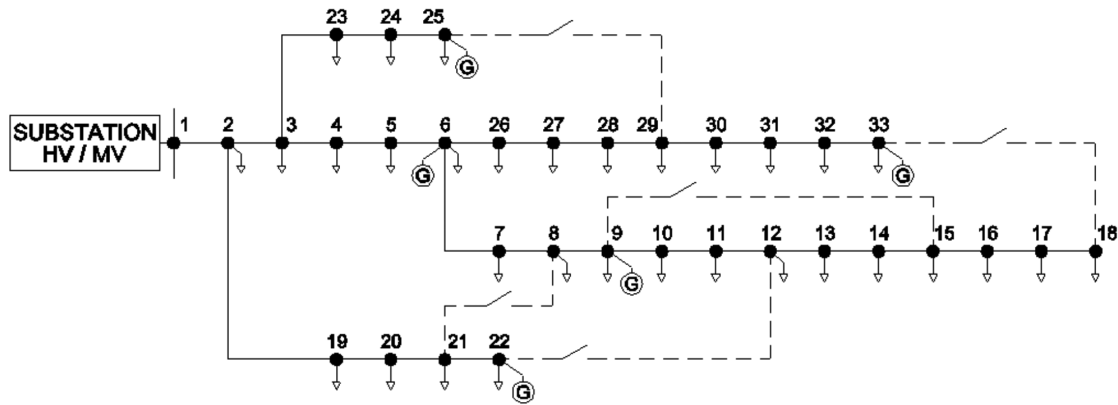 23 24 25
G
SUBSTATION
HV / MV
1 2 3 4 5 6 26 27 28 29 30 31 32 33
G G
7 8 9 10 11 12 13 14 15 16 17 18
G
19 20 21 22
G